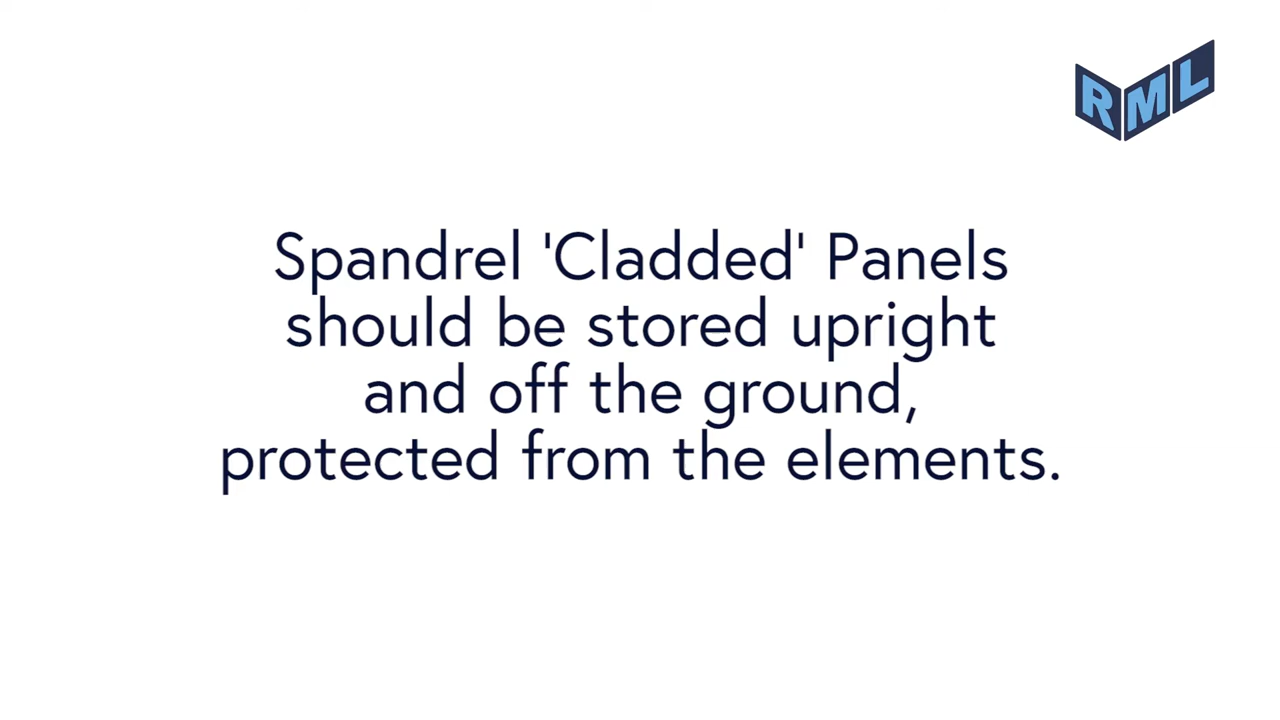 RML
Spandrel 'Cladded' Panels
should be stored upright
and off the ground,
protected from the elements.